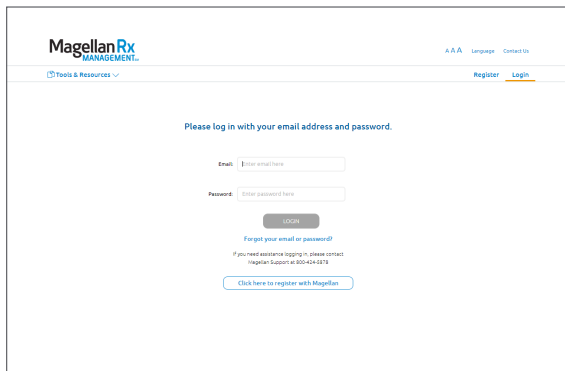 Magellan Rx
MANAGEMENT
A A A Language Contact Us
Tools & Resources
Register Login
Please log in with your email address and password.
Email: Enter email here
Password: Enter password here
LOGIN
Forgot your email or password?
If you need assistance logging in, please contact
Magellan Support at 800-424-5878
Click here to register with Magellan